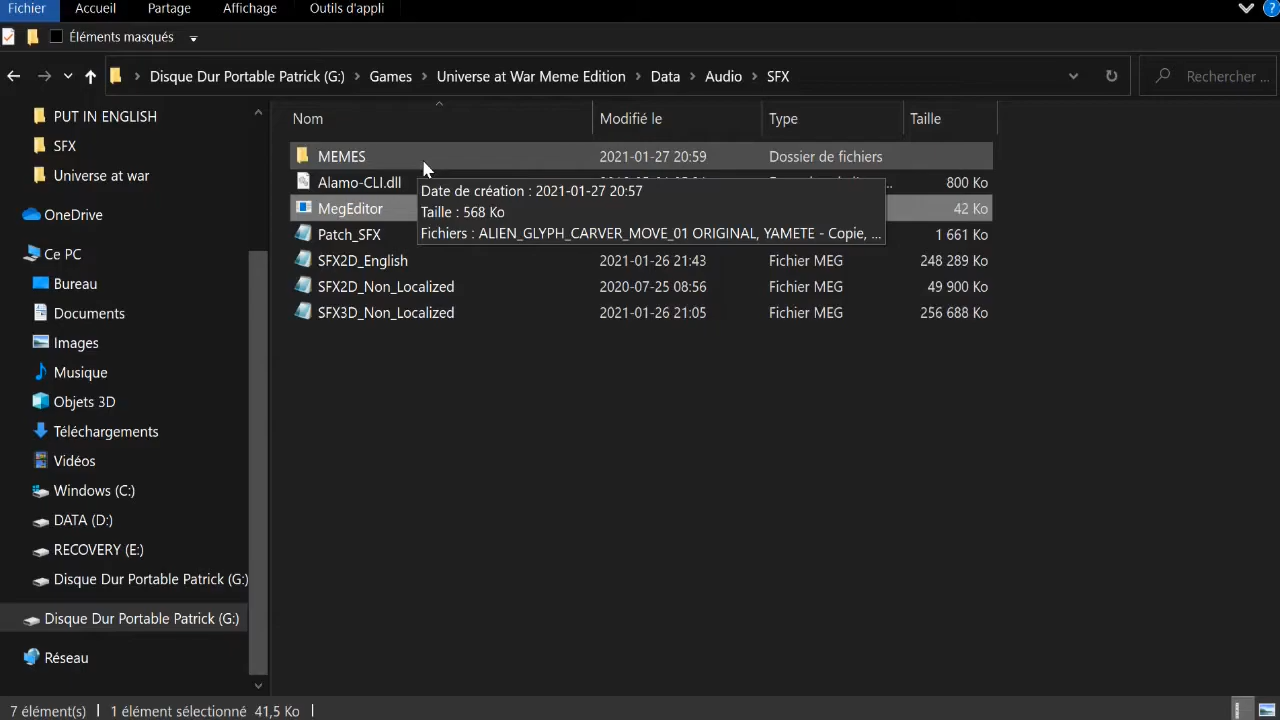 Fichier Accueil Partage Affichage Outils d'appli
Éléments masqués
Disque Dur Portable Patrick (G:) Games Universe at War Meme Edition Data Audio SFX Rechercher ...
PUT IN ENGLISH
SFX
Universe at war
OneDrive
Ce PC
Bureau
Documents
Images
Musique
Objets 3D
Téléchargements
Vidéos
Windows (C:)
DATA (D:)
RECOVERY (E:)
Disque Dur Portable Patrick (G:)
Disque Dur Portable Patrick (G:)
Réseau
Nom Modifié le Type Taille
MEMES 2021-01-27 20:59 Dossier de fichiers
Alamo-CLI.dll 800 Ko
Date de création : 2021-01-27 20:57
MegEditor 42 Ko
Taille : 568 Ko
Fichiers : ALIEN_GLYPH_CARVER_MOVE_01 ORIGINAL, YAMETE - Copie, ...
Patch_SFX 1 661 Ko
SFX2D_English 2021-01-26 21:43 Fichier MEG 248 289 Ko
SFX2D_Non_Localized 2020-07-25 08:56 Fichier MEG 49 900 Ko
SFX3D_Non_Localized 2021-01-26 21:05 Fichier MEG 256 688 Ko
7 élément(s) 1 élément sélectionné 41,5 Ko